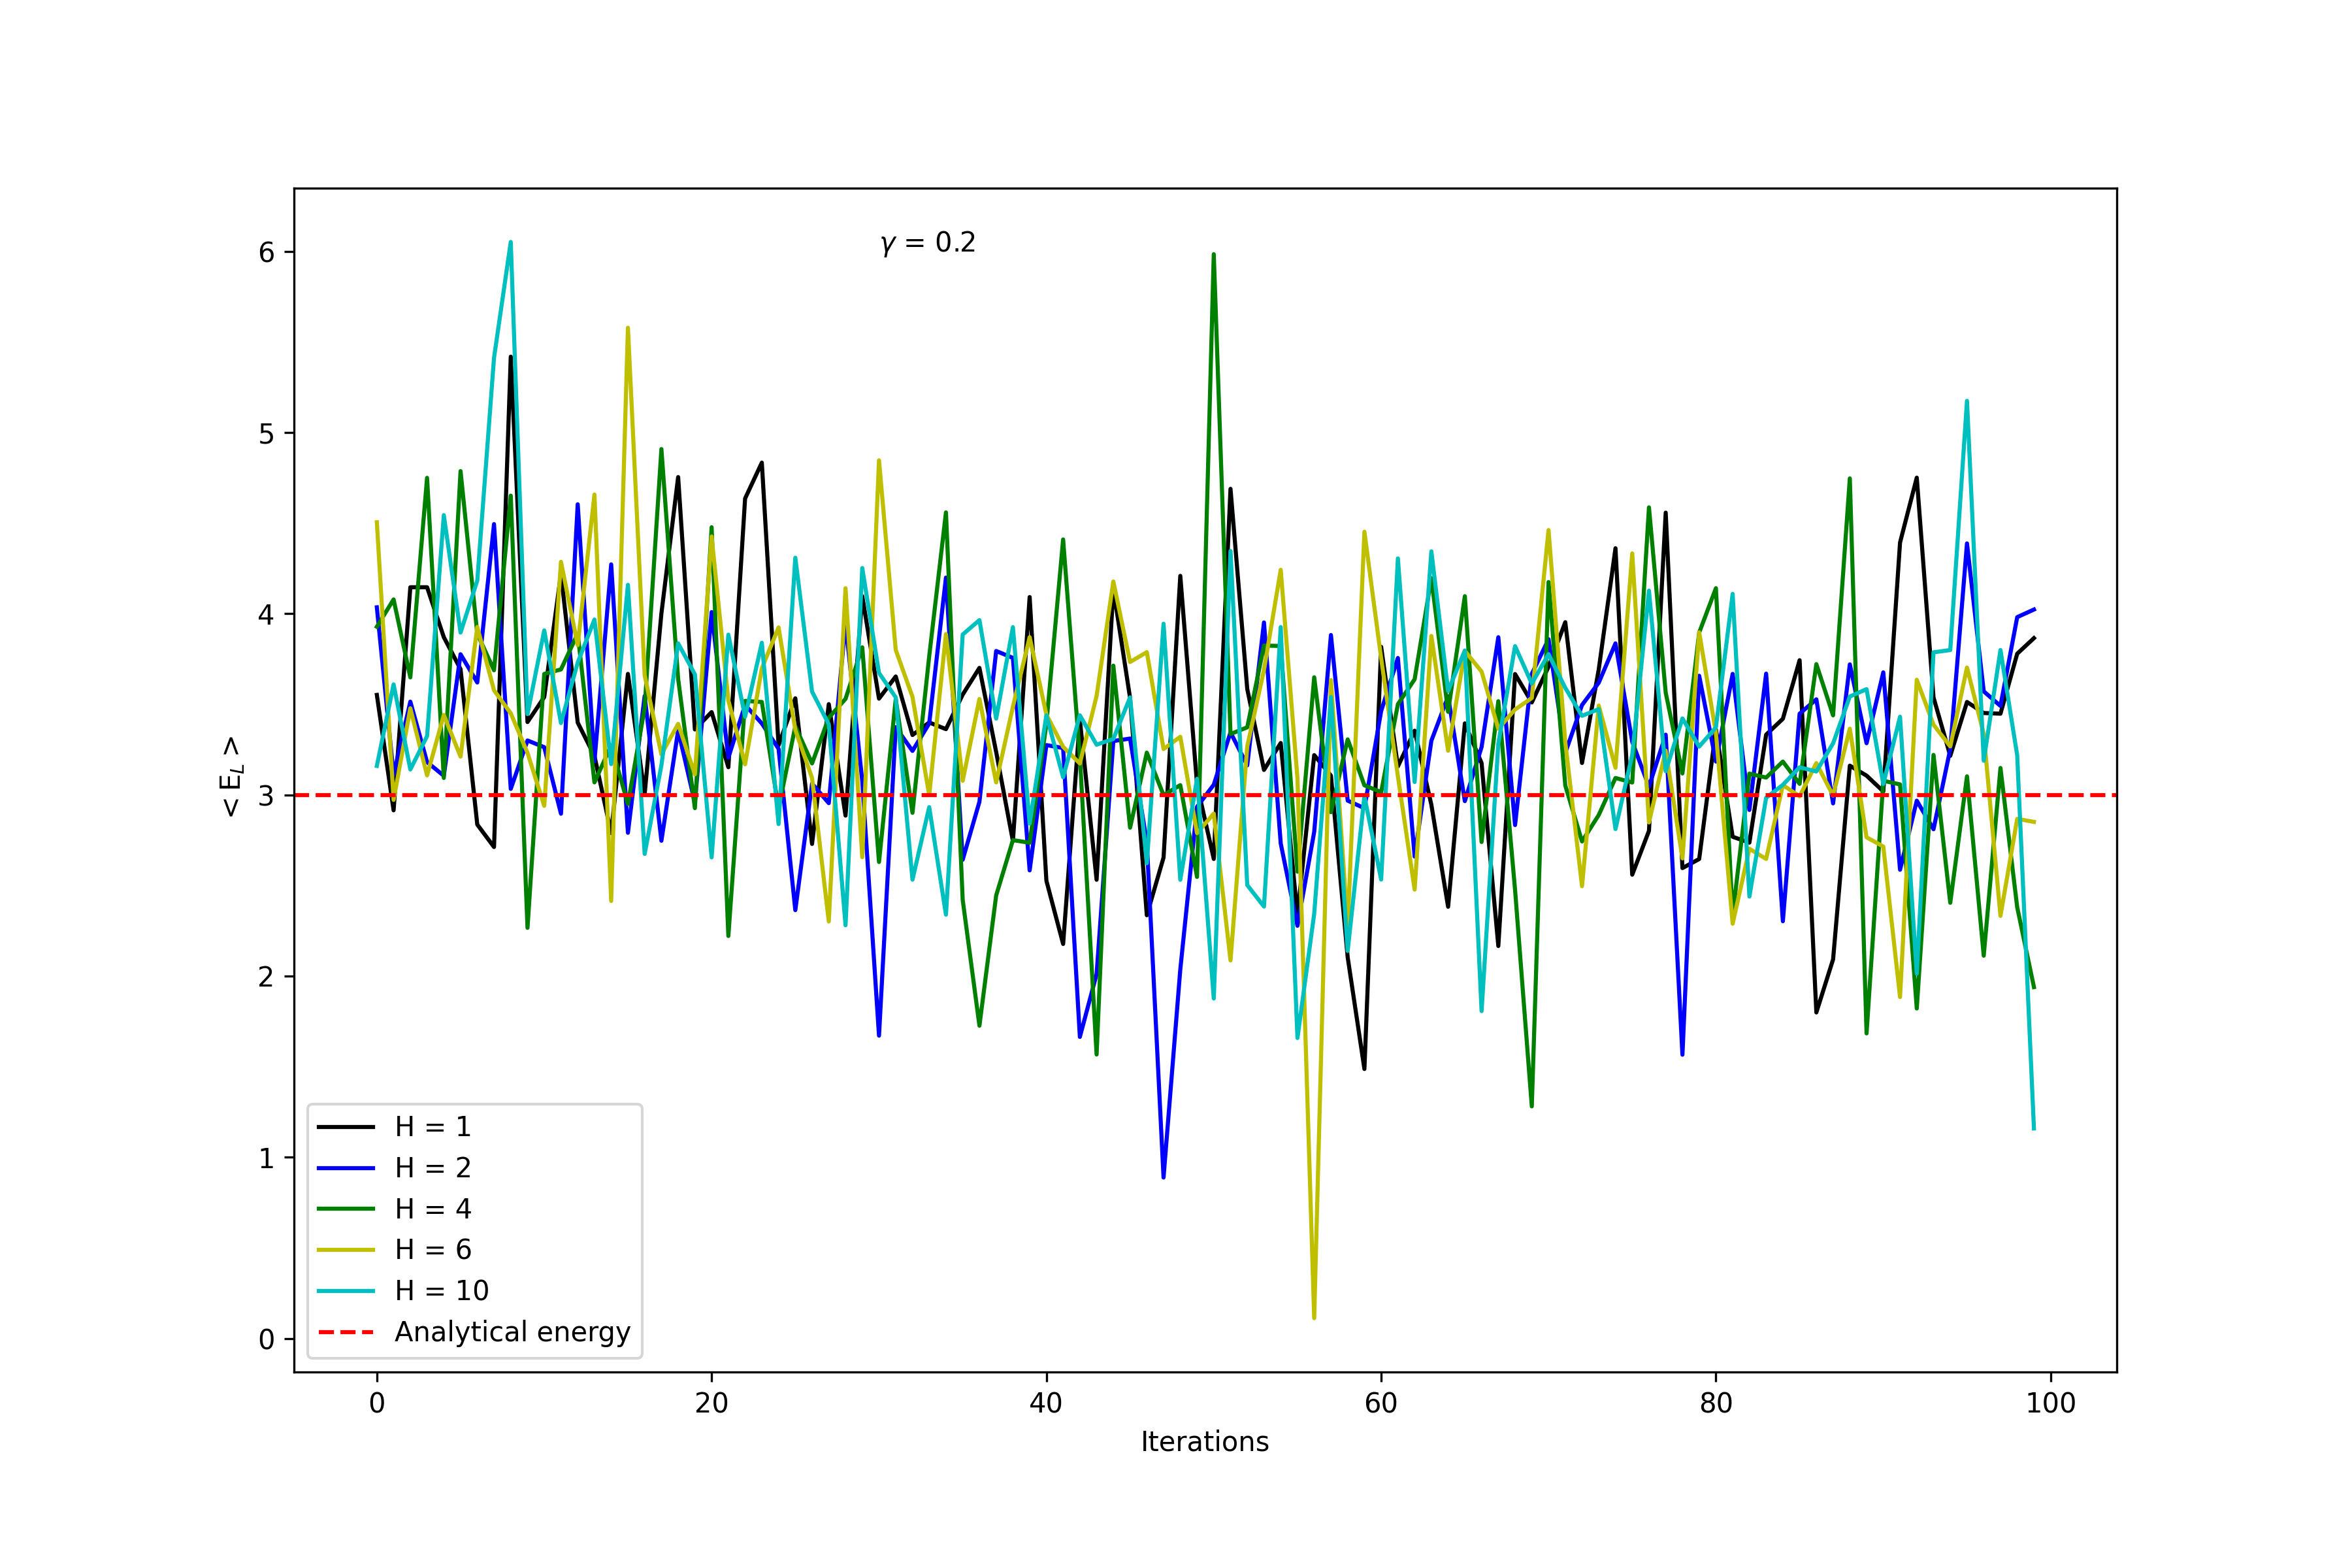 γ = 0.2
6
5
4
3
2
1
0
< E_L >
H = 1
H = 2
H = 4
H = 6
H = 10
Analytical energy
0 20 40 60 80 100
Iterations